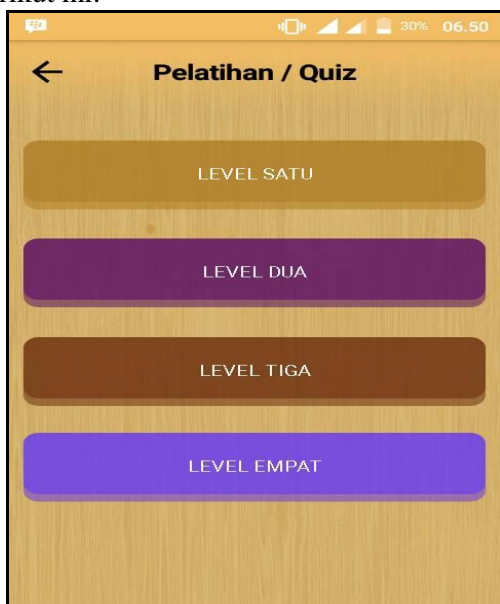 30% 06.50
Pelatihan / Quiz
LEVEL SATU
LEVEL DUA
LEVEL TIGA
LEVEL EMPAT